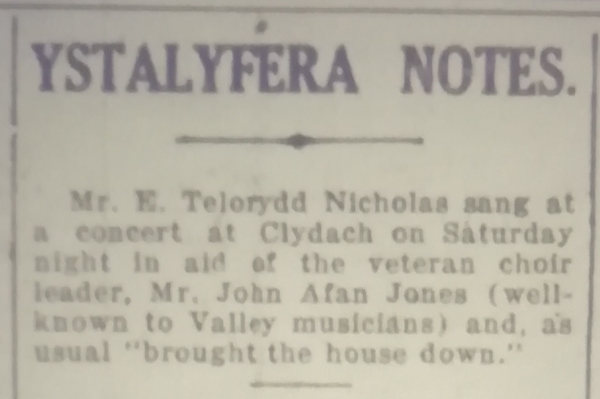 YSTALYFERA NOTES.
Mr. E. Telorydd Nicholas sang at
a concert at Clydach on Saturday
night in aid of the veteran choir
leader, Mr. John Afan Jones (well-
known to Valley musicians) and, as
usual "brought the house down."